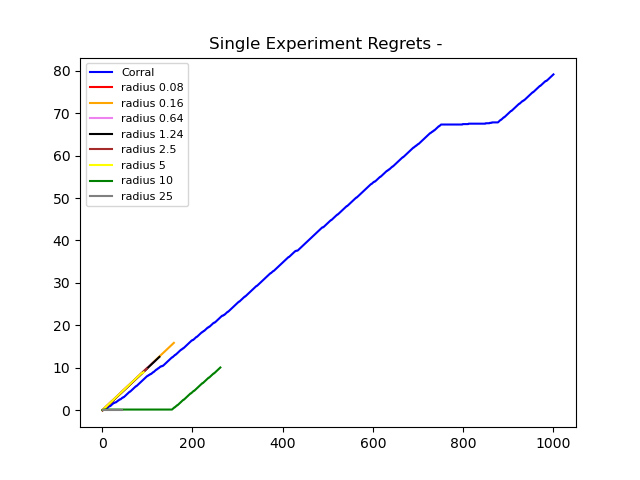 Single Experiment Regrets -
80
70
60
50
40
30
20
10
0
Corral
radius 0.08
radius 0.16
radius 0.64
radius 1.24
radius 2.5
radius 5
radius 10
radius 25
0 200 400 600 800 1000